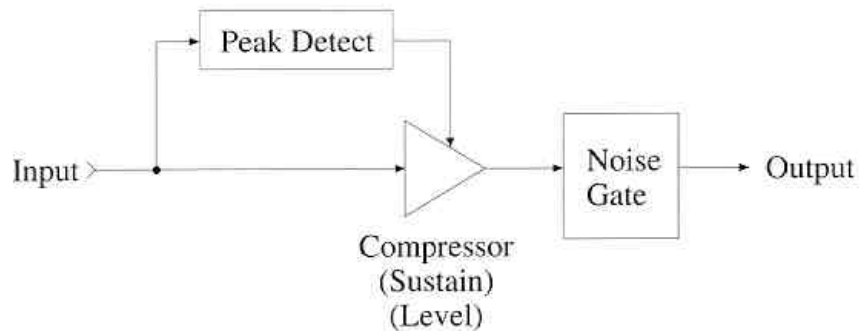 Peak Detect
Input
Noise
Gate
Output
Compressor
(Sustain)
(Level)